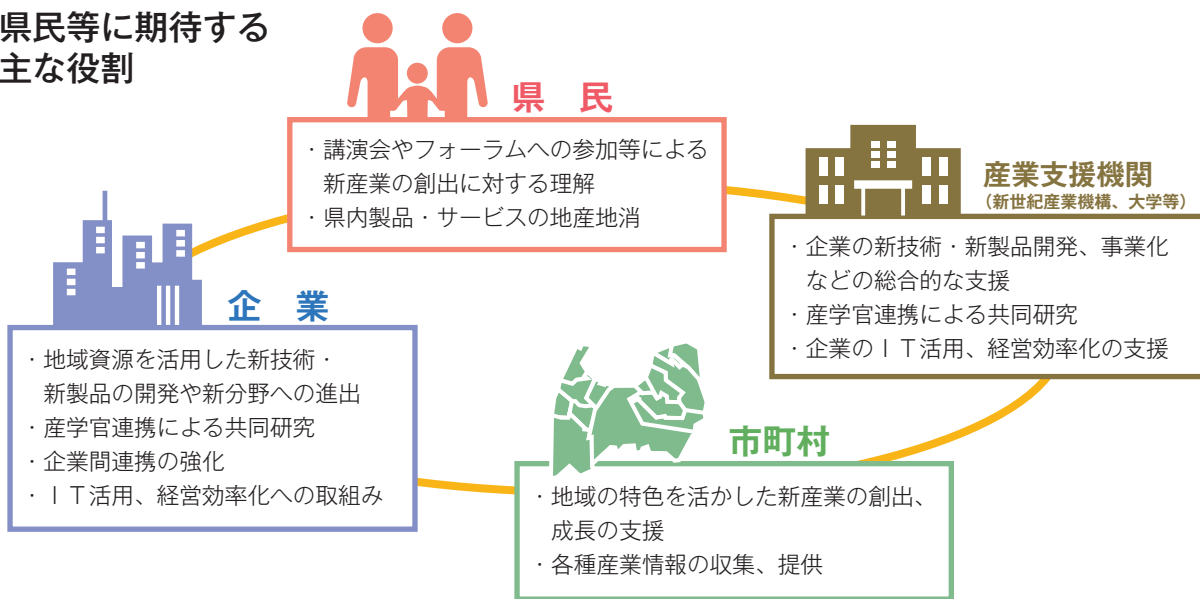 県民等に期待する
主な役割
県　民
・講演会やフォーラムへの参加等による
新産業の創出に対する理解
・県内製品・サービスの地産地消
産業支援機関
（新世紀産業機構、大学等）
・企業の新技術・新製品開発、事業化
などの総合的な支援
・産学官連携による共同研究
・企業のＩＴ活用、経営効率化の支援
企　業
・地域資源を活用した新技術・
新製品の開発や新分野への進出
・産学官連携による共同研究
・企業間連携の強化
・ＩＴ活用、経営効率化への取組み
市町村
・地域の特色を活かした新産業の創出、
成長の支援
・各種産業情報の収集、提供